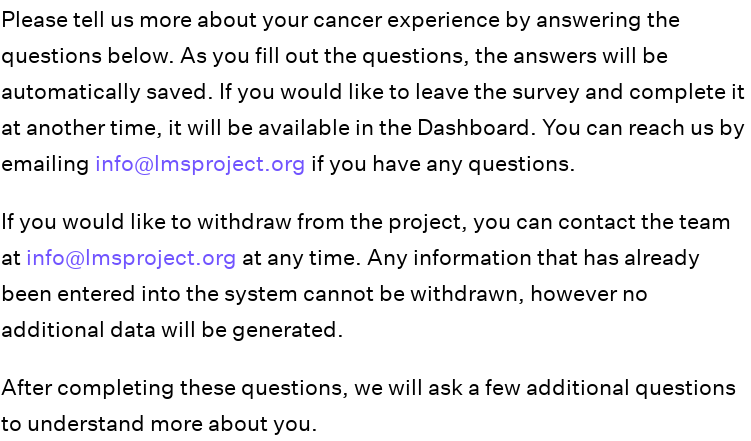 Please tell us more about your cancer experience by answering the
questions below. As you fill out the questions, the answers will be
automatically saved. If you would like to leave the survey and complete it
at another time, it will be available in the Dashboard. You can reach us by
emailing info@lmsproject.org if you have any questions.
If you would like to withdraw from the project, you can contact the team
at info@lmsproject.org at any time. Any information that has already
been entered into the system cannot be withdrawn, however no
additional data will be generated.
After completing these questions, we will ask a few additional questions
to understand more about you.